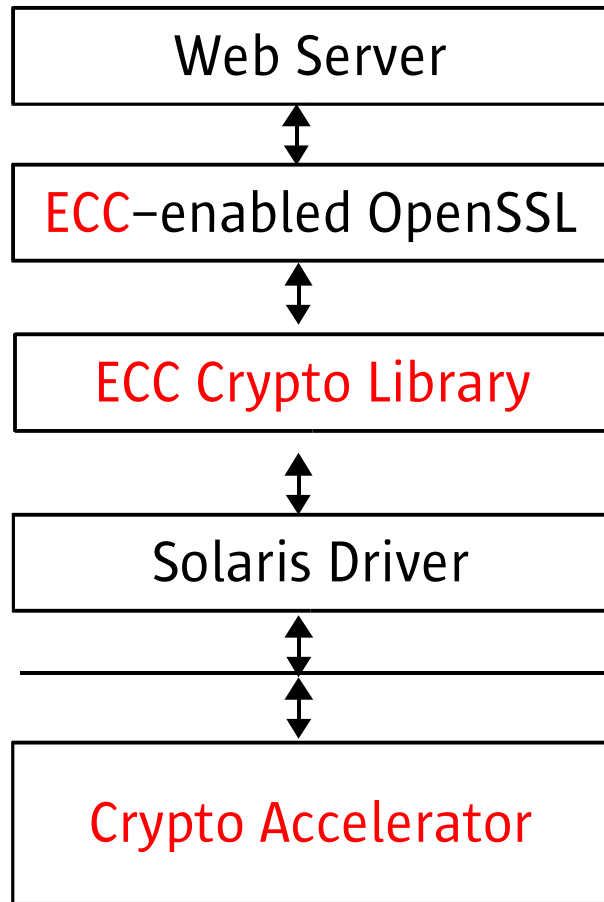 Web Server
ECC–enabled OpenSSL
ECC Crypto Library
Solaris Driver
Crypto Accelerator